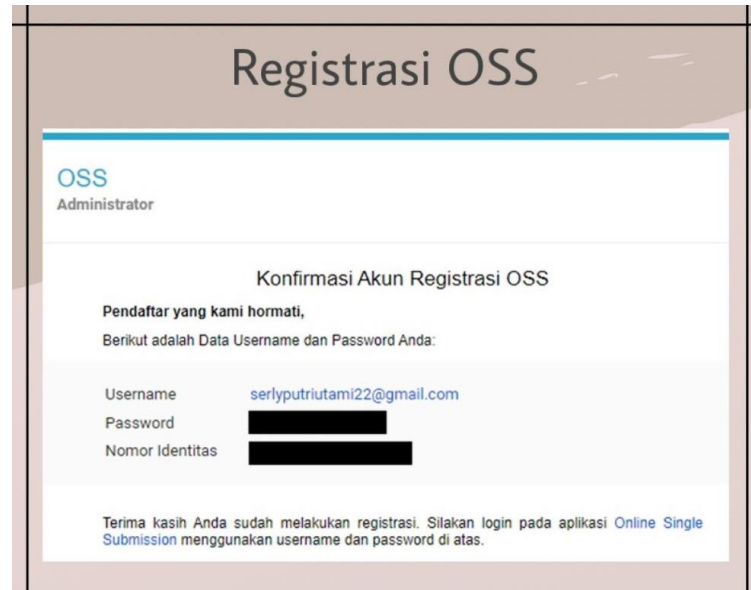 Registrasi OSS
OSS
Administrator
Konfirmasi Akun Registrasi OSS
Pendaftar yang kami hormati,
Berikut adalah Data Username dan Password Anda:
Username serlyputriutami22@gmail.com
Password
Nomor Identitas
Terima kasih Anda sudah melakukan registrasi. Silakan login pada aplikasi Online Single
Submission menggunakan username dan password di atas.